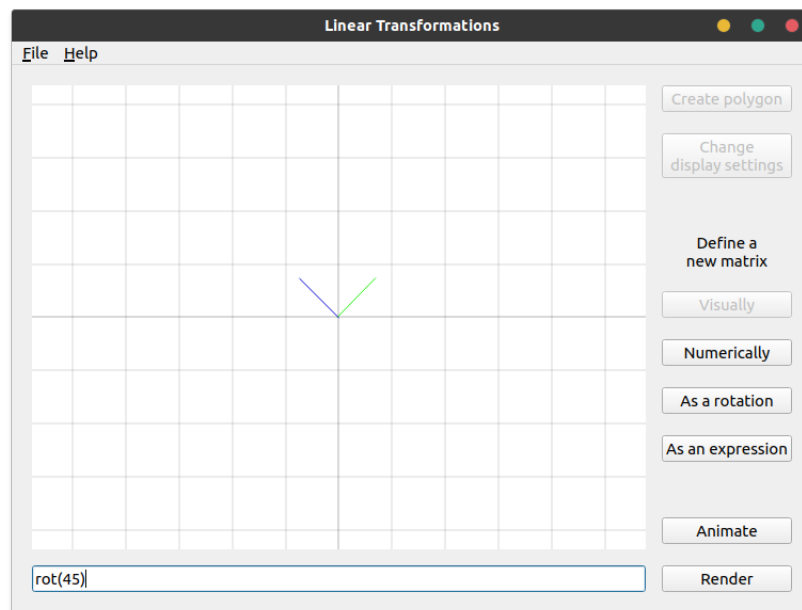 Linear Transformations
File Help
Create polygon
Change
display settings
Define a
new matrix
Visually
Numerically
As a rotation
As an expression
Animate
rot(45)
Render